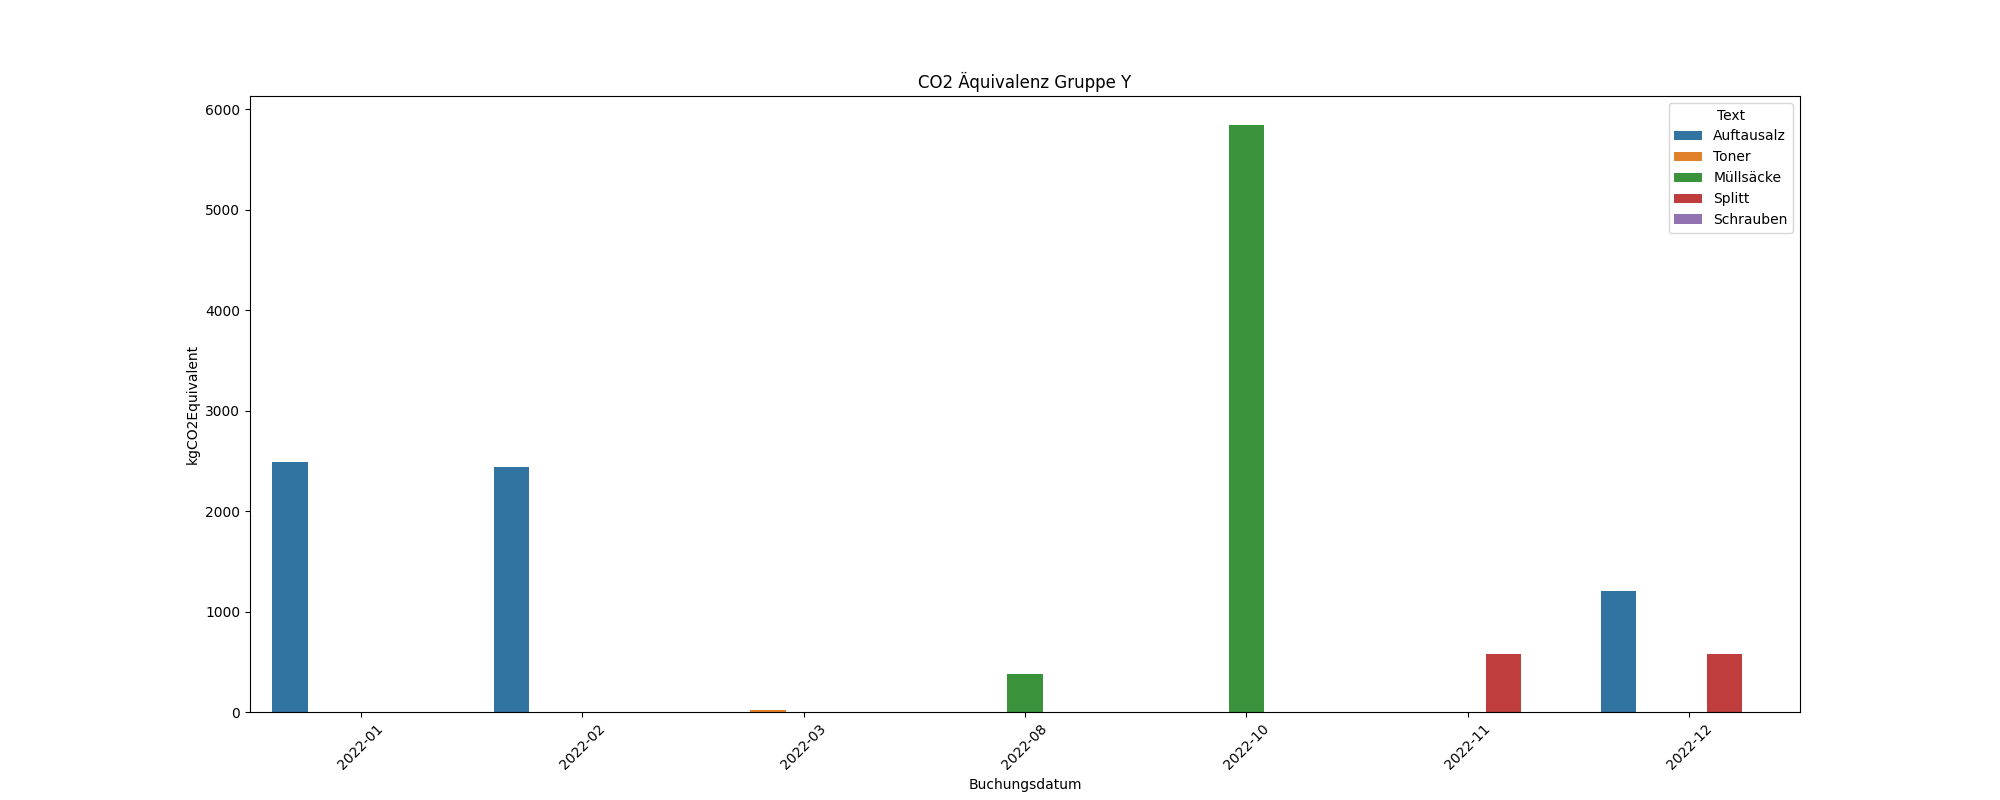 CO2 Äquivalenz Gruppe Y
6000
5000
4000
3000
2000
1000
0
kgCO2Equivalent
Text
Auftausalz
Toner
Müllsäcke
Splitt
Schrauben
2022-01
2022-02
2022-03
2022-08
2022-10
2022-11
2022-12
Buchungsdatum